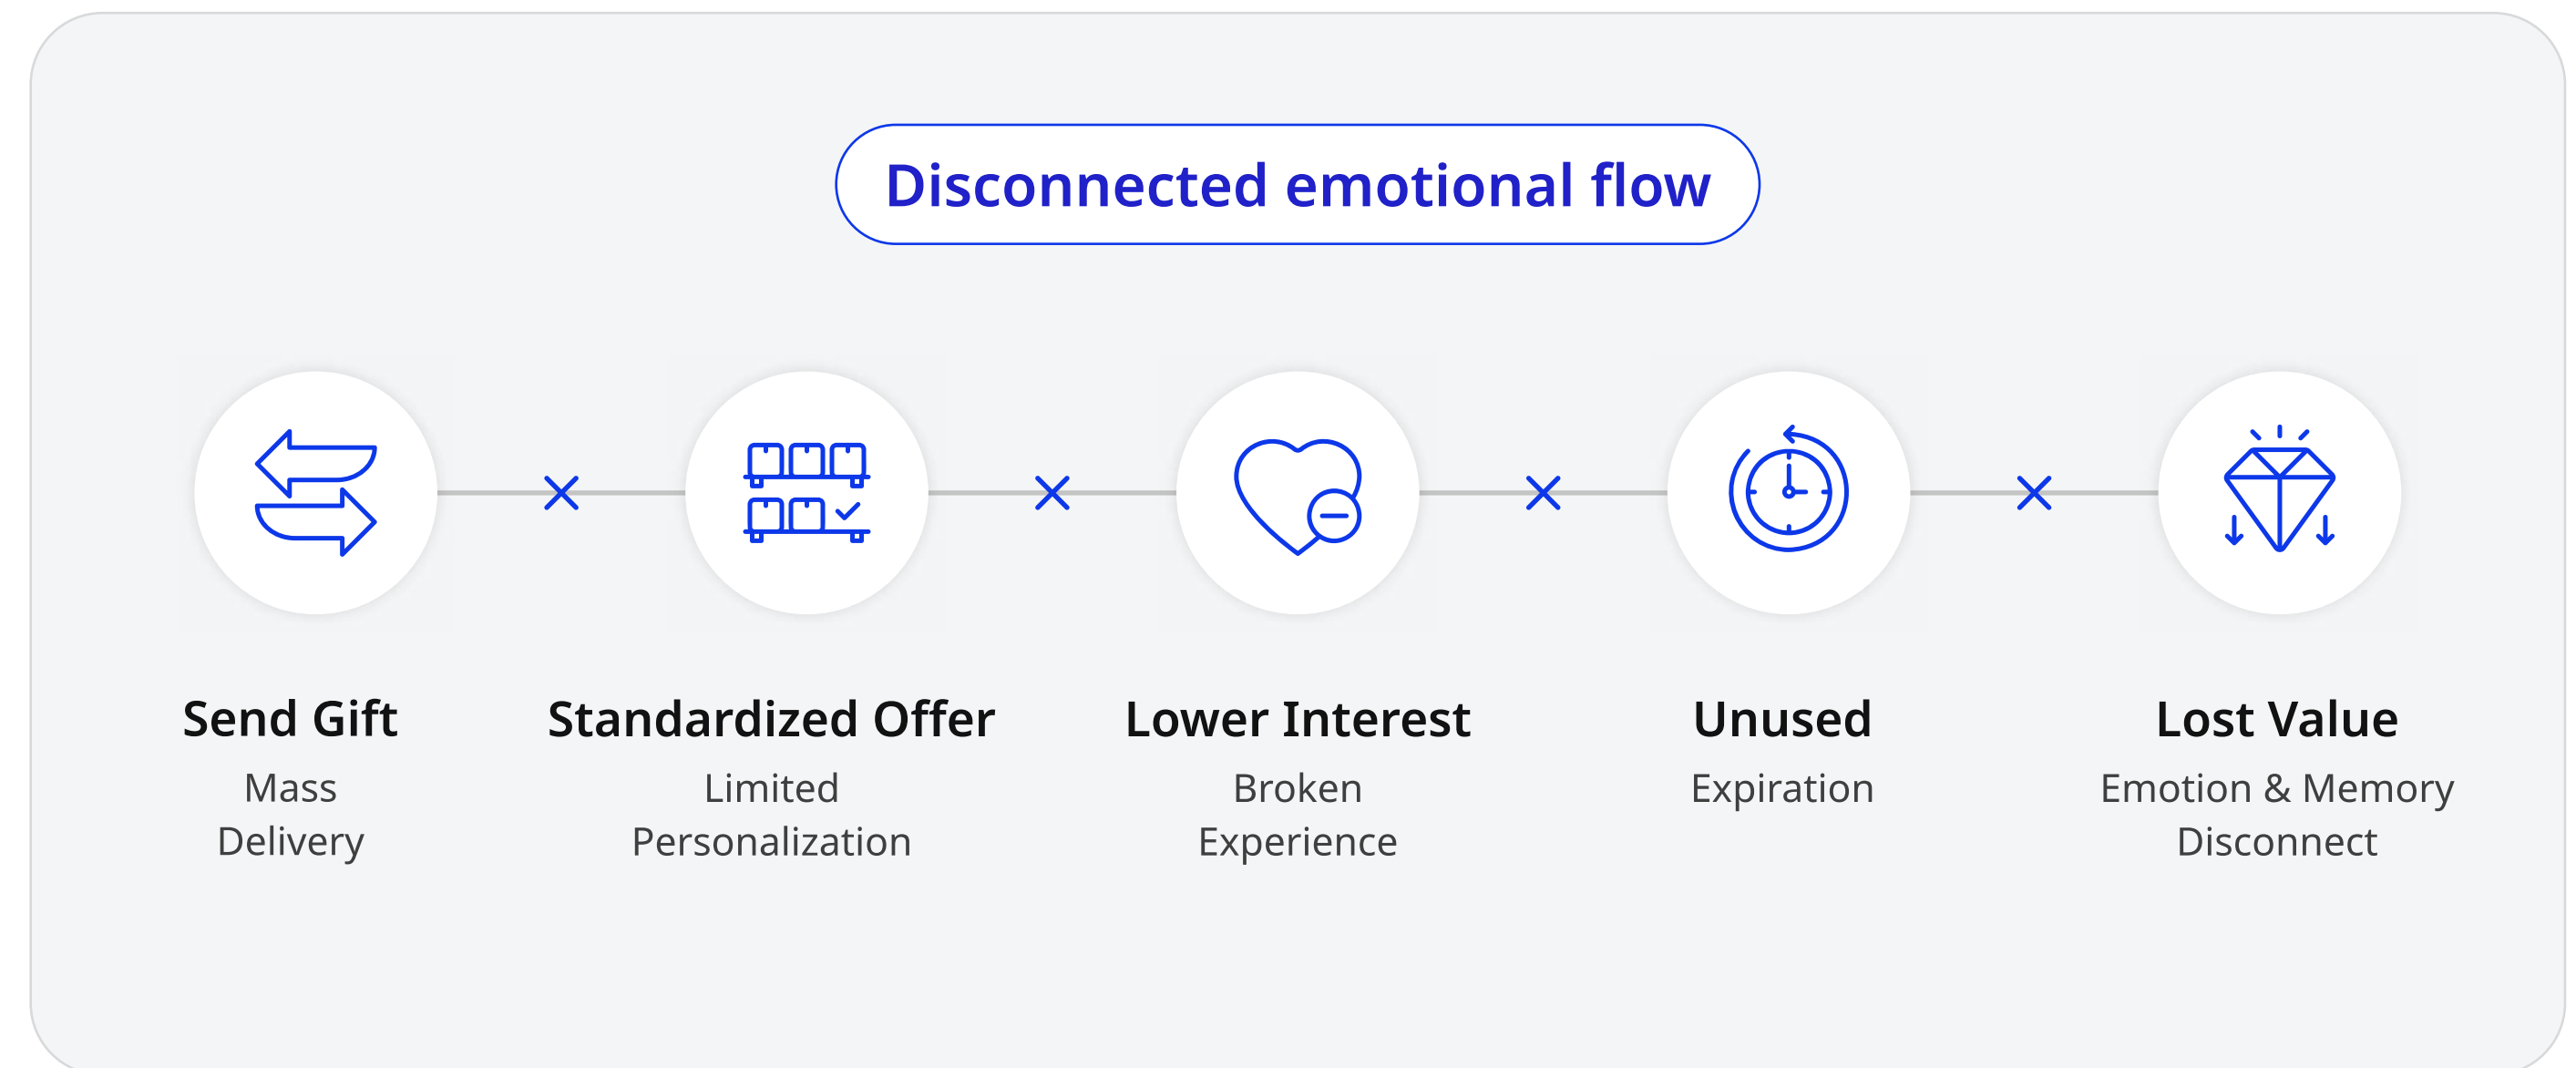 Disconnected emotional flow
Send Gift
Mass
Delivery
Standardized Offer
Limited
Personalization
Lower Interest
Broken
Experience
Unused
Expiration
Lost Value
Emotion & Memory
Disconnect